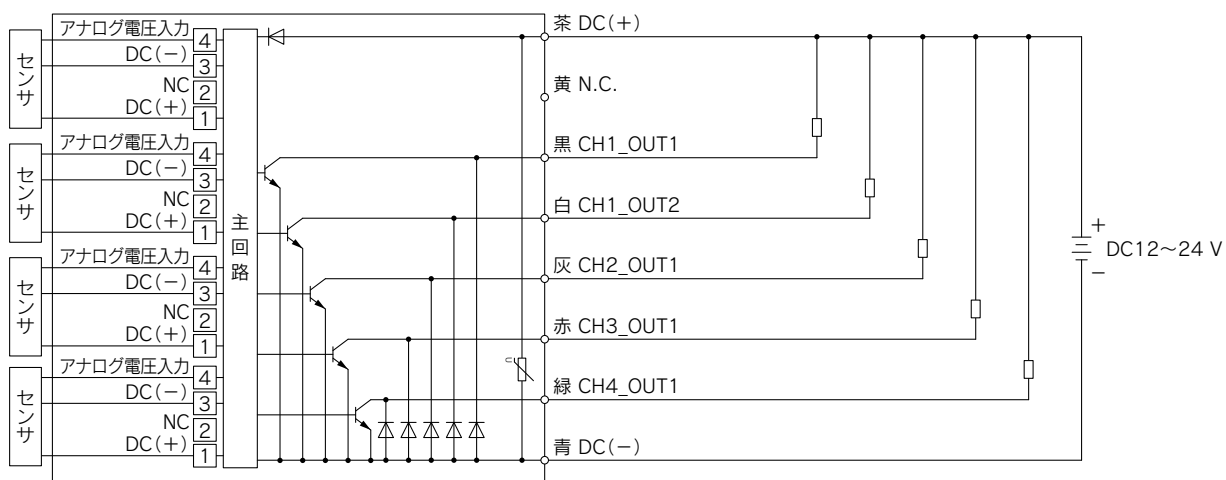 センサ
アナログ電圧入力 4
DC(−) 3
NC 2
DC(+) 1
センサ
アナログ電圧入力 4
DC(−) 3
NC 2
DC(+) 1
センサ
アナログ電圧入力 4
DC(−) 3
NC 2
DC(+) 1
センサ
アナログ電圧入力 4
DC(−) 3
NC 2
DC(+) 1
主回路
茶 DC(+)
黄 N.C.
黒 CH1_OUT1
白 CH1_OUT2
灰 CH2_OUT1
赤 CH3_OUT1
緑 CH4_OUT1
青 DC(−)
+
DC12〜24 V
−